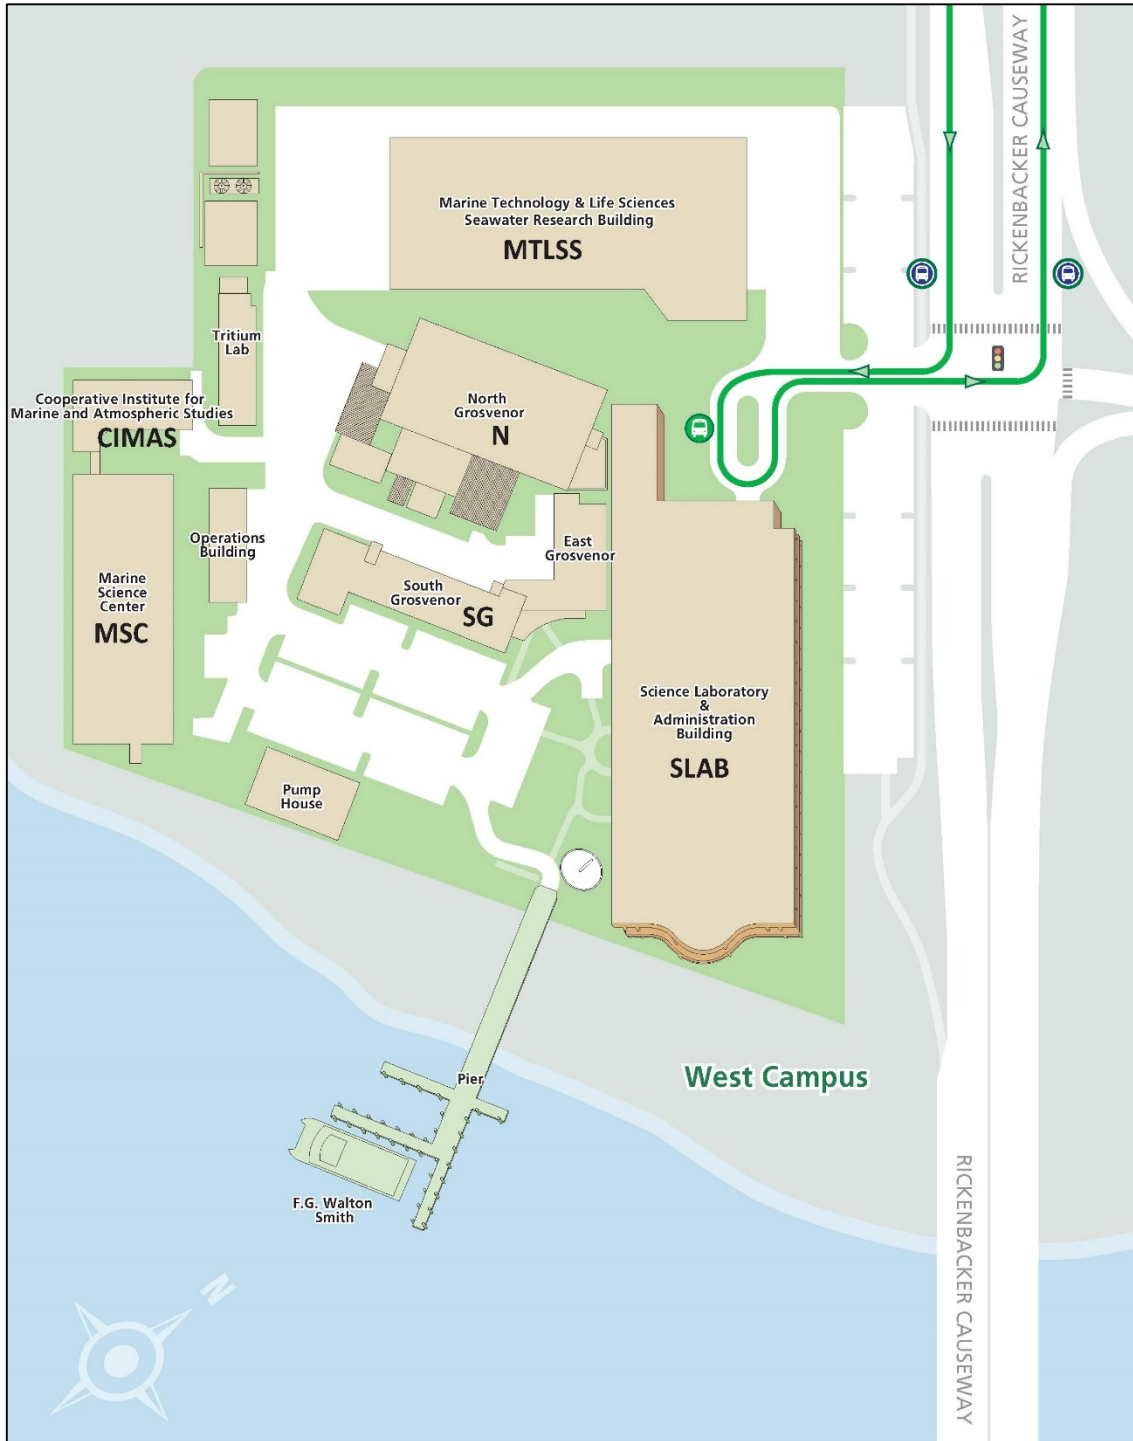 RICKENBACKER CAUSEWAY
RICKENBACKER CAUSEWAY
Marine Technology & Life Sciences
Seawater Research Building
MTLSS
Tritium
Lab
Cooperative Institute for
Marine and Atmospheric Studies
CIMAS
North
Grosvenor
N
Operations
Building
East
Grosvenor
Marine
Science
Center
MSC
South
Grosvenor
SG
Science Laboratory
&
Administration
Building
SLAB
Pump
House
West Campus
Pier
F.G. Walton
Smith
N
RICKENBACKER CAUSEWAY